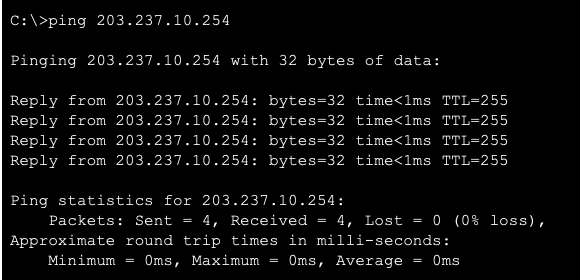 C:\>ping 203.237.10.254
Pinging 203.237.10.254 with 32 bytes of data:
Reply from 203.237.10.254: bytes=32 time<1ms TTL=255
Reply from 203.237.10.254: bytes=32 time<1ms TTL=255
Reply from 203.237.10.254: bytes=32 time<1ms TTL=255
Reply from 203.237.10.254: bytes=32 time<1ms TTL=255
Ping statistics for 203.237.10.254:
Packets: Sent = 4, Received = 4, Lost = 0 (0% loss),
Approximate round trip times in milli-seconds:
Minimum = 0ms, Maximum = 0ms, Average = 0ms